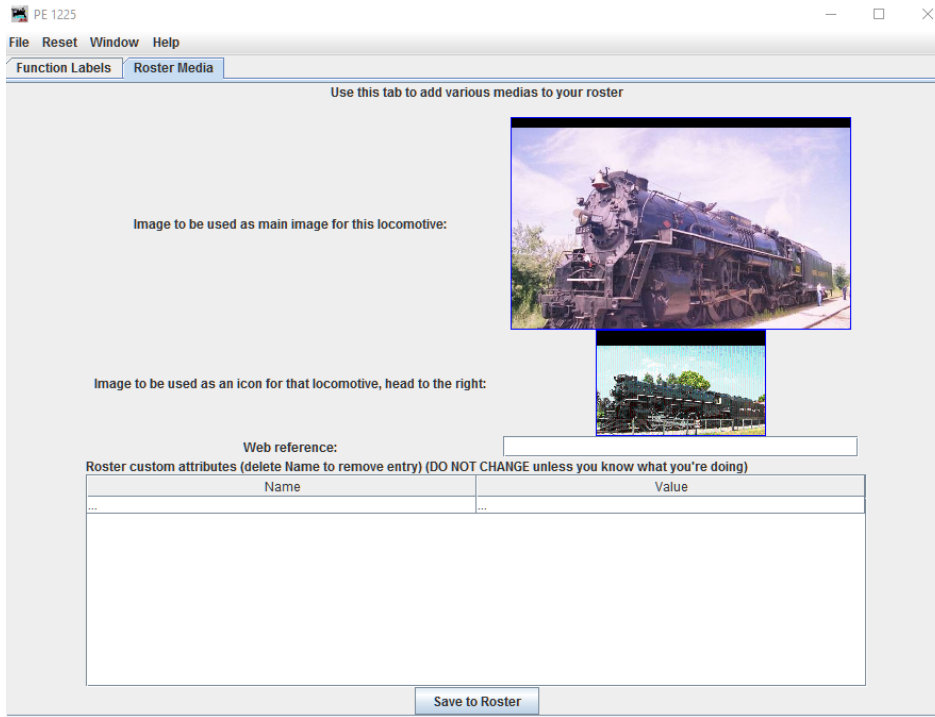 PE 1225
File Reset Window Help
Function Labels Roster Media
Use this tab to add various medias to your roster
Image to be used as main image for this locomotive:
Image to be used as an icon for that locomotive, head to the right:
Web reference:
Roster custom attributes (delete Name to remove entry) (DO NOT CHANGE unless you know what you're doing)
Name Value
... ...
Save to Roster